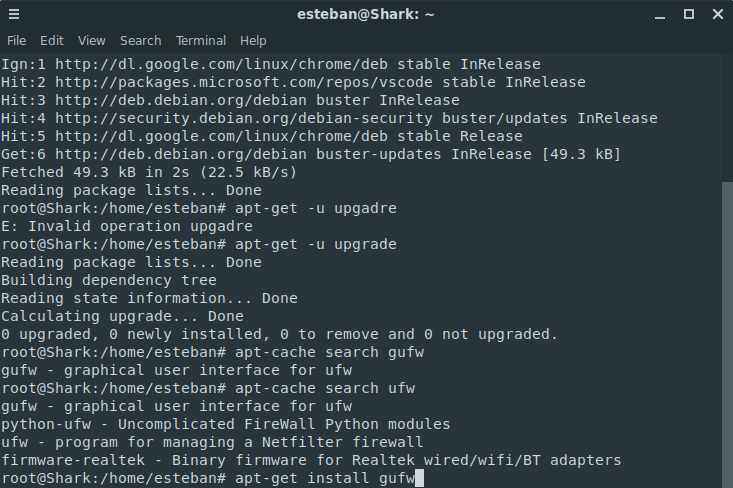 esteban@Shark: ~
File Edit View Search Terminal Help
Ign:1 http://dl.google.com/linux/chrome/deb stable InRelease
Hit:2 http://packages.microsoft.com/repos/vscode stable InRelease
Hit:3 http://deb.debian.org/debian buster InRelease
Hit:4 http://security.debian.org/debian-security buster/updates InRelease
Hit:5 http://dl.google.com/linux/chrome/deb stable Release
Get:6 http://deb.debian.org/debian buster-updates InRelease [49.3 kB]
Fetched 49.3 kB in 2s (22.5 kB/s)
Reading package lists... Done
root@Shark:/home/esteban# apt-get -u upgadre
E: Invalid operation upgadre
root@Shark:/home/esteban# apt-get -u upgrade
Reading package lists... Done
Building dependency tree
Reading state information... Done
Calculating upgrade... Done
0 upgraded, 0 newly installed, 0 to remove and 0 not upgraded.
root@Shark:/home/esteban# apt-cache search gufw
gufw - graphical user interface for ufw
root@Shark:/home/esteban# apt-cache search ufw
gufw - graphical user interface for ufw
python-ufw - Uncomplicated FireWall Python modules
ufw - program for managing a Netfilter firewall
firmware-realtek - Binary firmware for Realtek wired/wifi/BT adapters
root@Shark:/home/esteban# apt-get install gufw